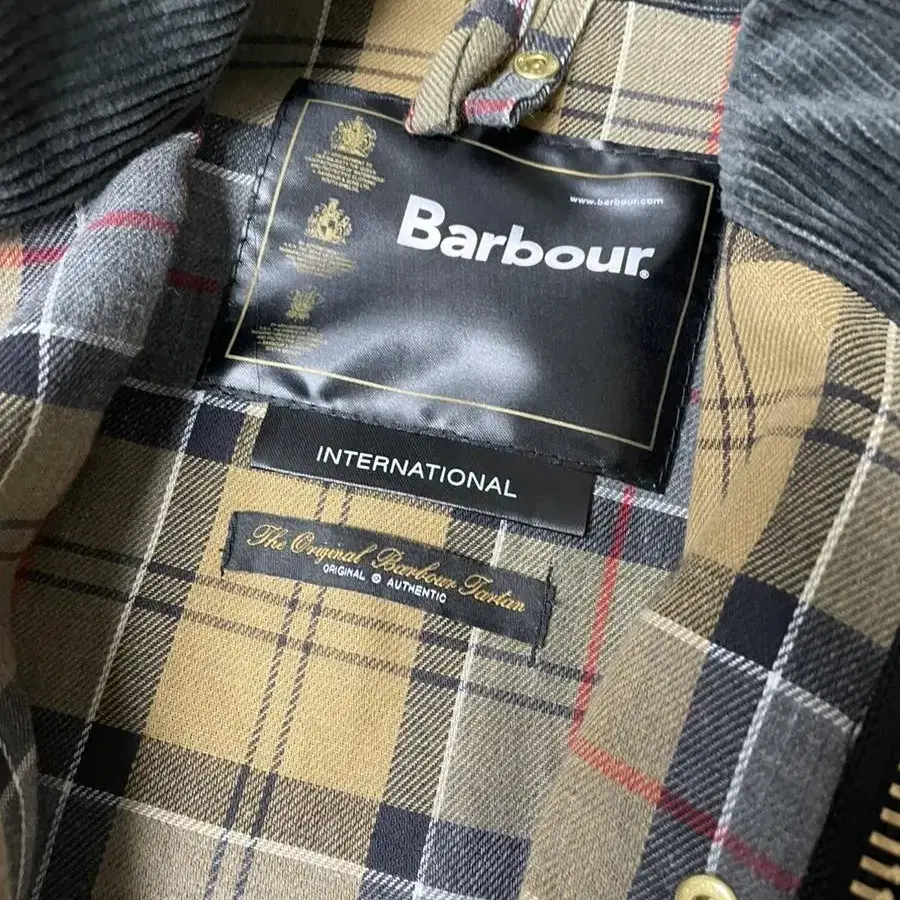 www.barbour.com
Barbour®
INTERNATIONAL
The Original Barbour Tartan
ORIGINAL © AUTHENTIC